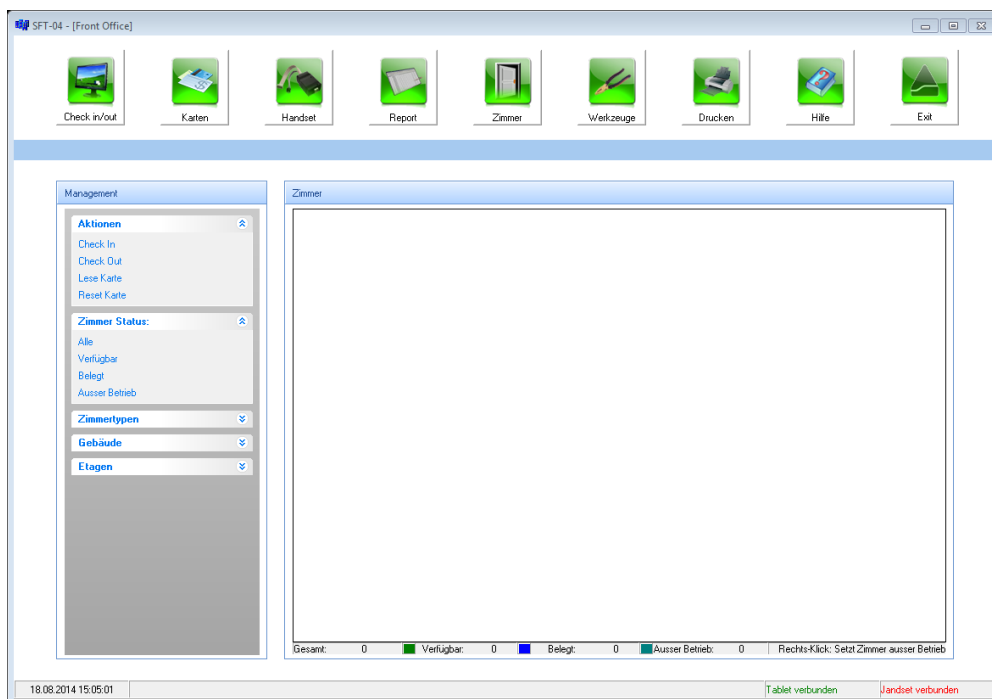 SFT-04 - [Front Office]
Check in/out Karten Handset Report Zimmer Werkzeuge Drucken Hilfe Exit
Management
Aktionen
Check In
Check Out
Lese Karte
Reset Karte
Zimmer Status:
Alle
Verfügbar
Belegt
Ausser Betrieb
Zimmertypen
Gebäude
Etagen
Zimmer
Gesamt: 0 Verfügbar: 0 Belegt: 0 Ausser Betrieb: 0 Rechts-Klick: Setzt Zimmer ausser Betrieb
18.08.2014 15:05:01 Tablet verbunden Jandset verbunden